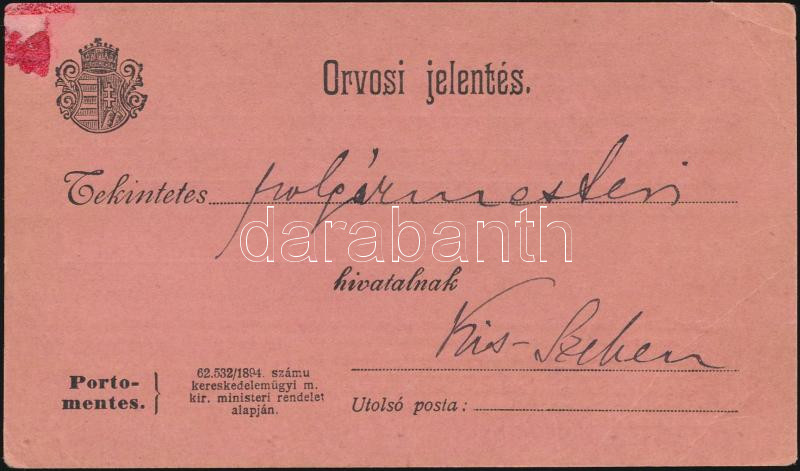 Orvosi jelentés.
Tekintetes polgármesteri
darabanth
hivatalnak
Kis-Szeben
Porto-
mentes.
62.532/1894. számu
kereskedelemügyi m.
kir. ministeri rendelet
alapján.
Utolsó posta: